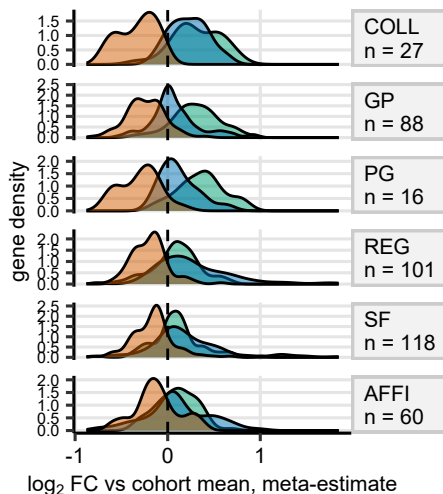 1.5
1.0
0.5
0.0
COLL
n = 27
2.5
2.0
1.5
1.0
0.5
0.0
GP
n = 88
2.0
1.5
1.0
0.5
0.0
PG
n = 16
gene density
2.0
1.5
1.0
0.5
0.0
REG
n = 101
2.5
2.0
1.5
1.0
0.5
0.0
SF
n = 118
2.0
1.5
1.0
0.5
0.0
AFFI
n = 60
-1 0 1
log₂ FC vs cohort mean, meta-estimate